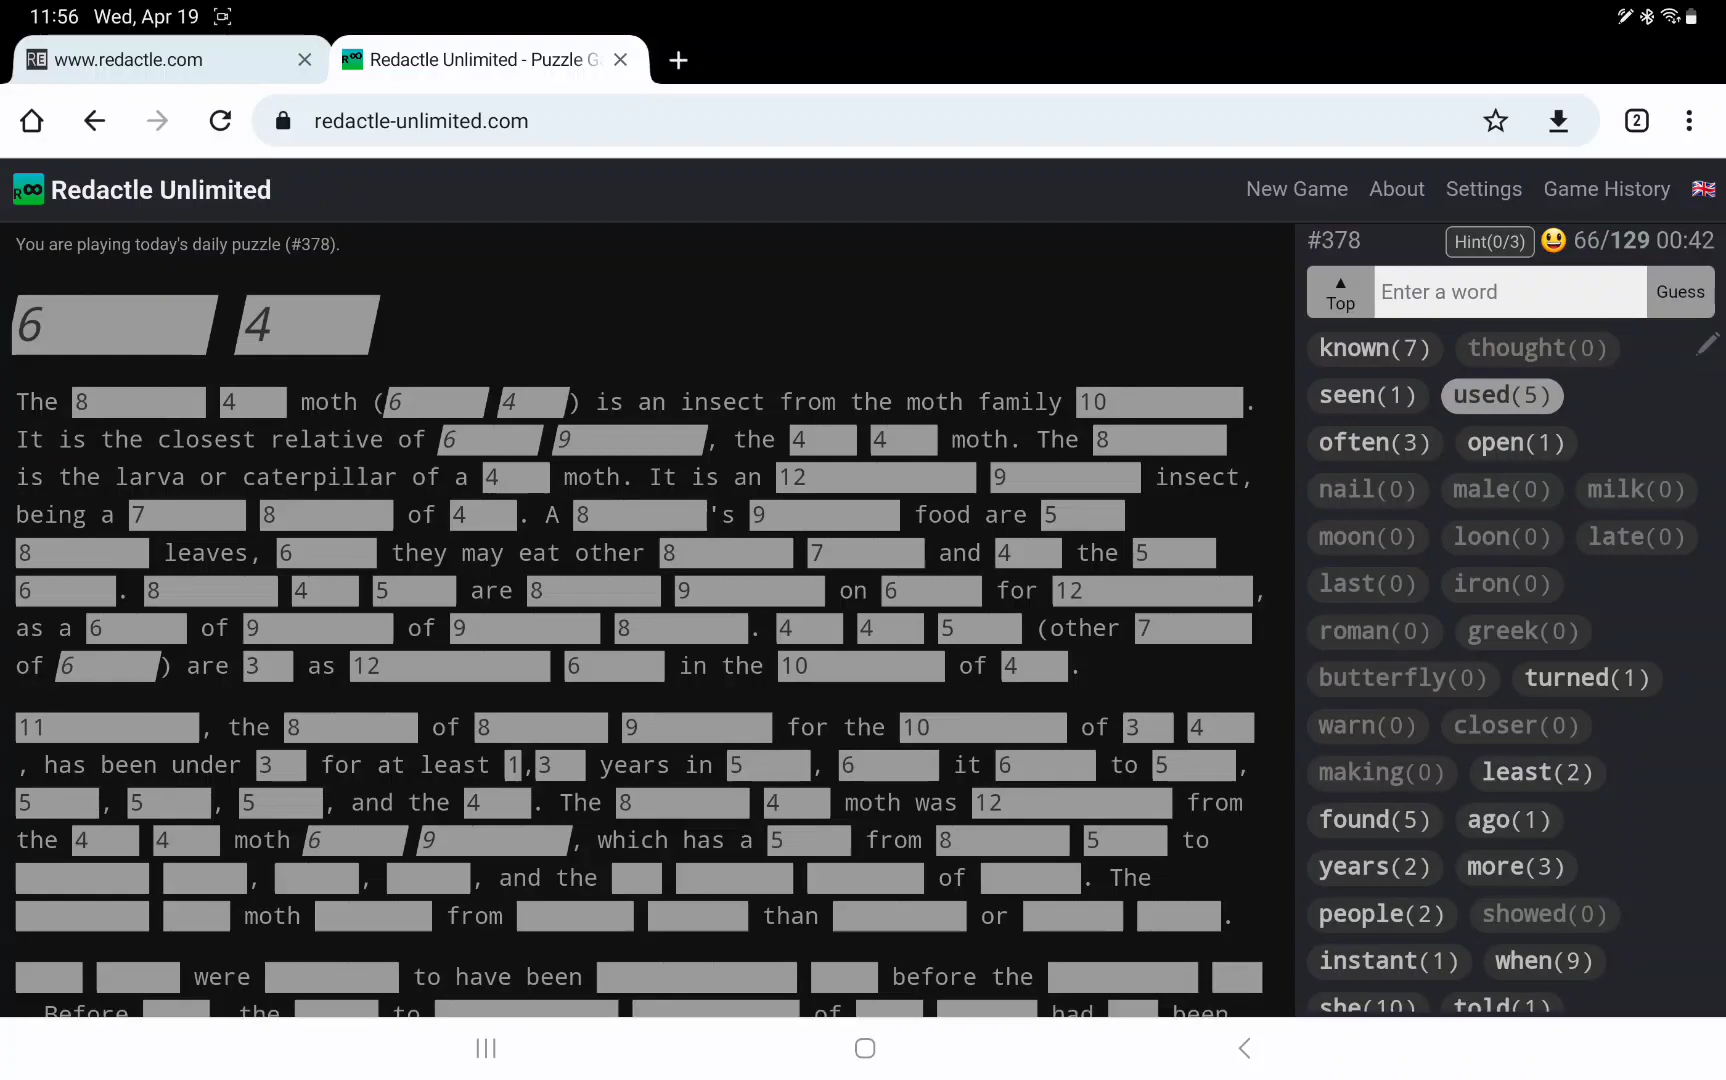 11:56 Wed, Apr 19
www.redactle.com
Redactle Unlimited - Puzzle G
redactle-unlimited.com
2
Redactle Unlimited
New Game About Settings Game History
You are playing today's daily puzzle (#378).
#378 Hint(0/3) 66/129 00:42
Top Enter a word Guess
6 4
The 8 4 moth (6 4) is an insect from the moth family 10.
It is the closest relative of 6 9, the 4 4 moth. The 8
is the larva or caterpillar of a 4 moth. It is an 12 9 insect,
being a 7 8 of 4. A 8's 9 food are 5
8 leaves, 6 they may eat other 8 7 and 4 the 5
6. 8 4 5 are 8 9 on 6 for 12,
as a 6 of 9 of 9 8. 4 4 5 (other 7
of 6) are 3 as 12 6 in the 10 of 4.
11, the 8 of 8 9 for the 10 of 3 4
, has been under 3 for at least 1,3 years in 5, 6 it 6 to 5,
5, 5, 5, and the 4. The 8 4 moth was 12 from
the 4 4 moth 6 9, which has a 5 from 8 5 to
, , , and the of . The
moth from than or .
were to have been before the
Before the to of had been
known(7) thought(0)
seen(1) used(5)
often(3) open(1)
nail(0) male(0) milk(0)
moon(0) loon(0) late(0)
last(0) iron(0)
roman(0) greek(0)
butterfly(0) turned(1)
warn(0) closer(0)
making(0) least(2)
found(5) ago(1)
years(2) more(3)
people(2) showed(0)
instant(1) when(9)
she(10) told(1)